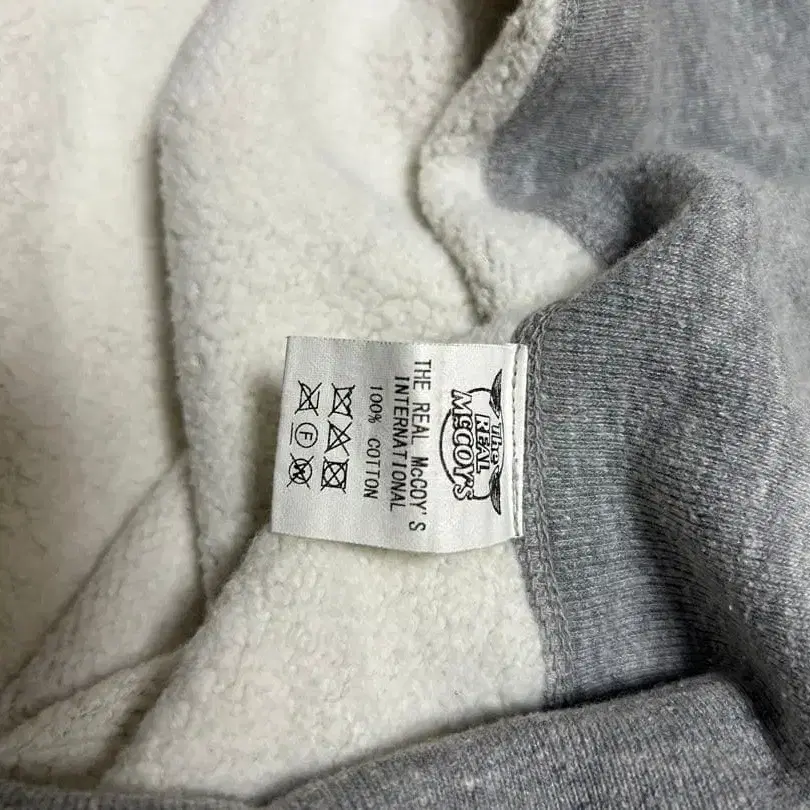 The
REAL
McCOY'S
THE REAL McCOY'S
INTERNATIONAL
100% COTTON
F
W